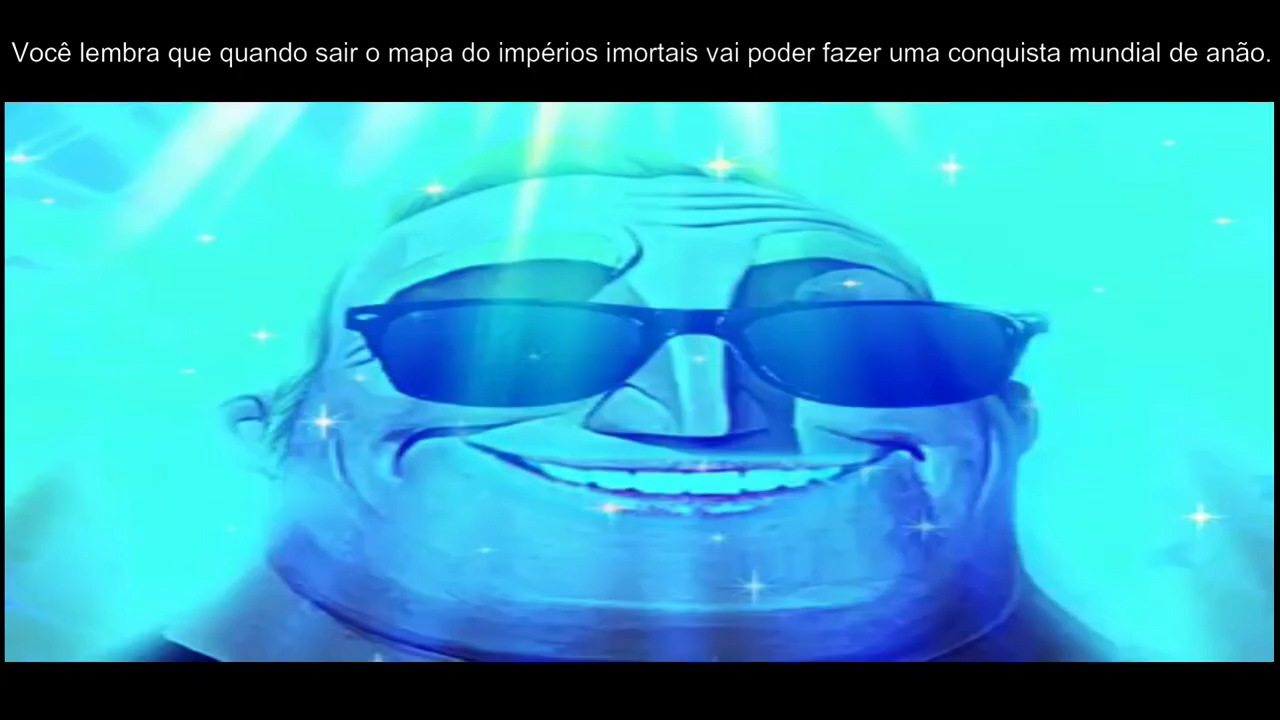 Você lembra que quando sair o mapa do impérios imortais vai poder fazer uma conquista mundial de anão.